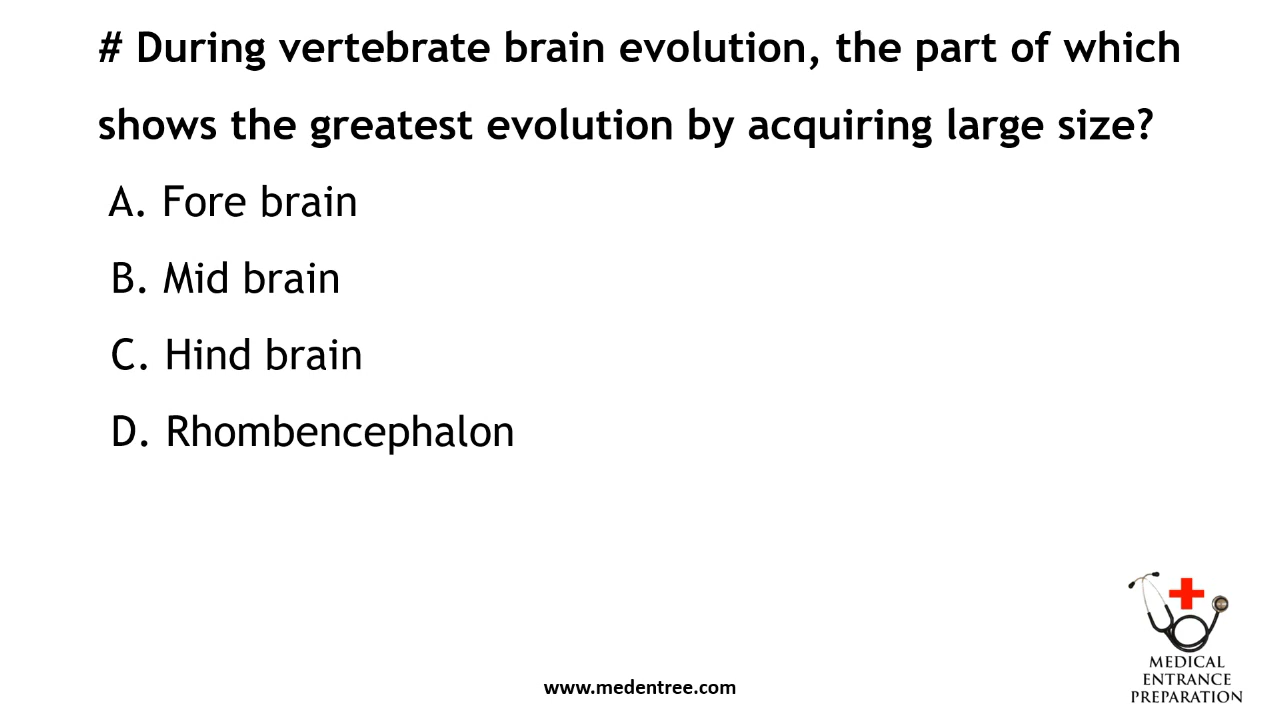 # During vertebrate brain evolution, the part of which
shows the greatest evolution by acquiring large size?
A. Fore brain
B. Mid brain
C. Hind brain
D. Rhombencephalon
www.medentree.com
MEDICAL
ENTRANCE
PREPARATION